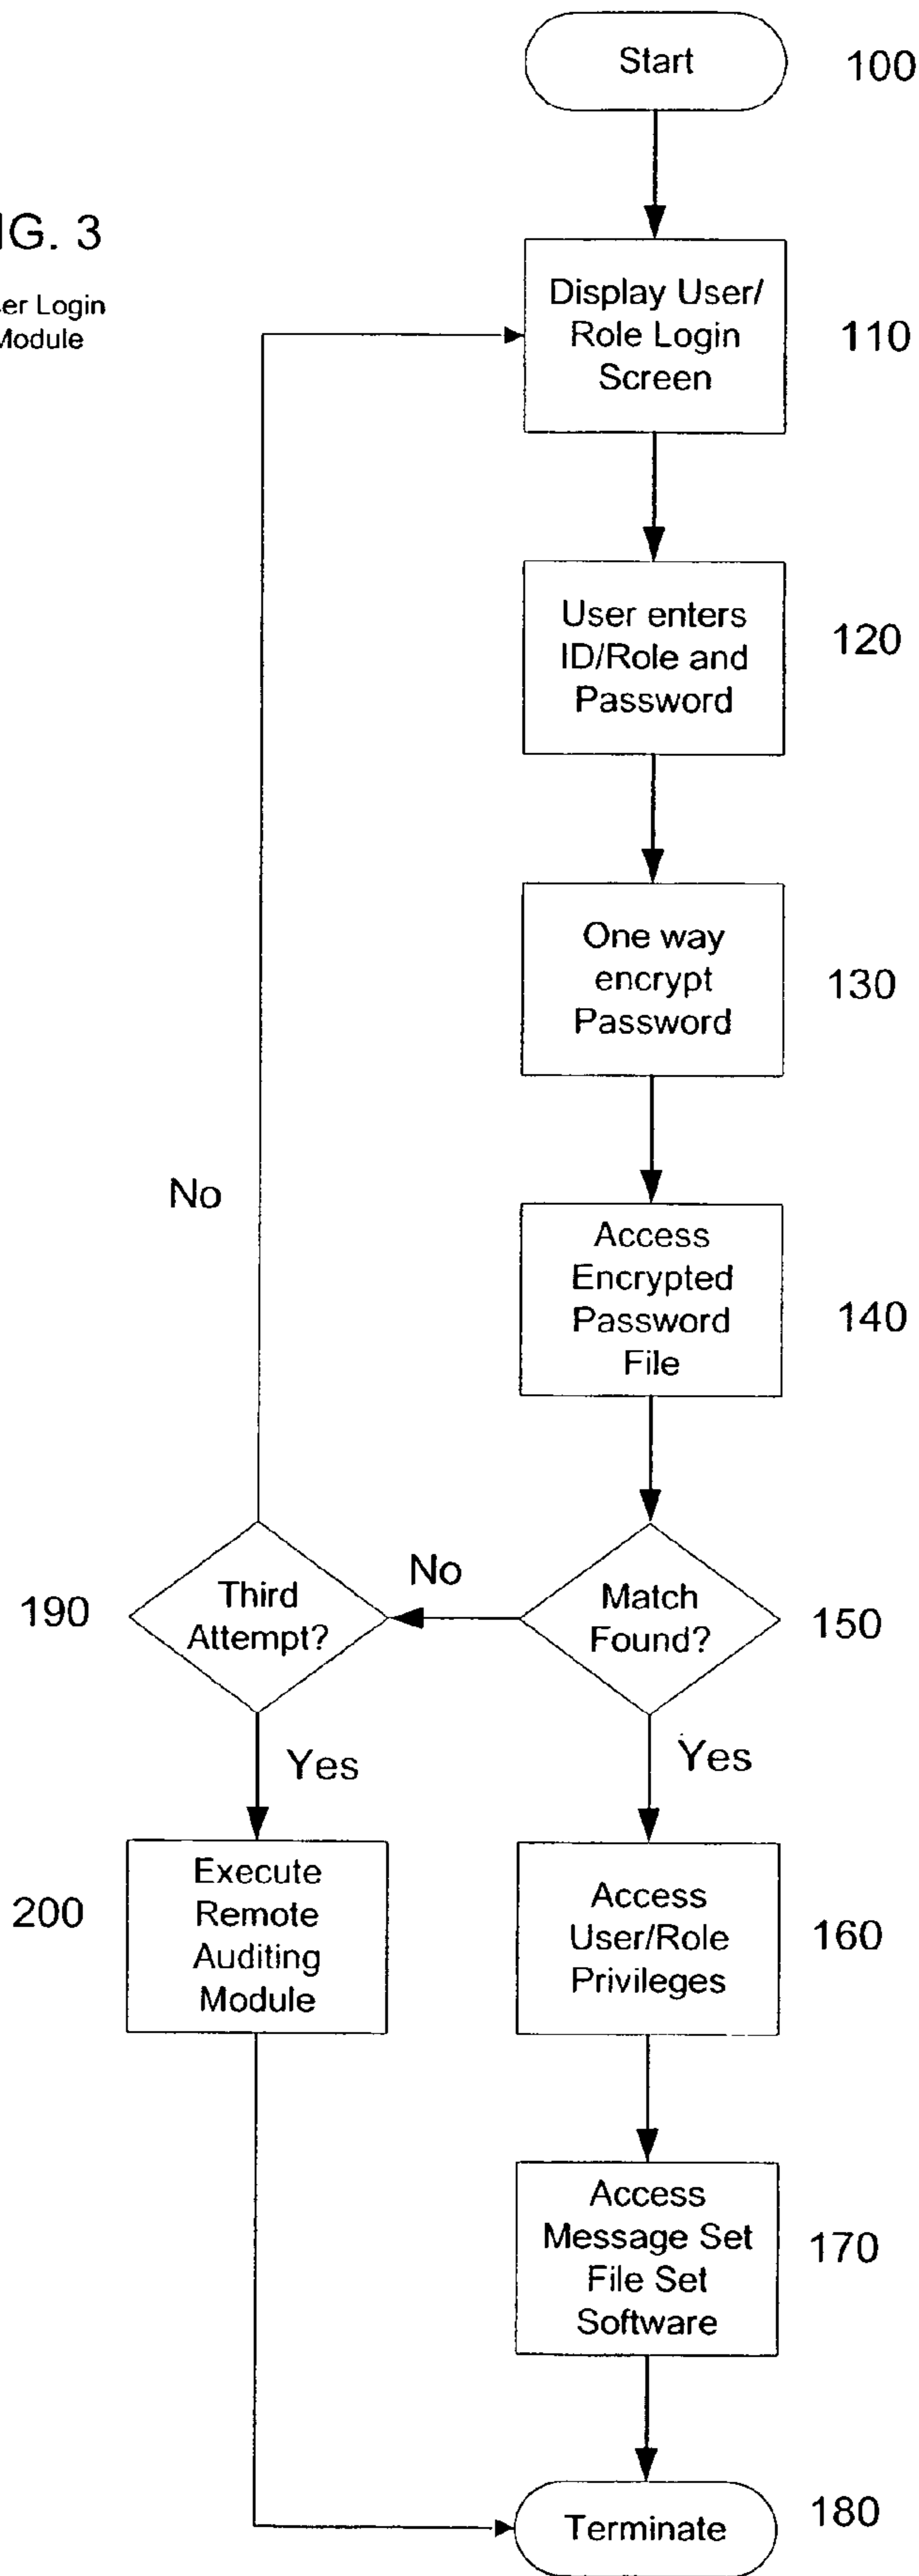 Start
100
IG. 3
er Login
Module
Display User/
Role Login
Screen
110
User enters
ID/Role and
Password
120
One way
encrypt
Password
130
No
Access
Encrypted
Password
File
140
190
Third
Attempt?
No
Match
Found?
150
Yes
Yes
200
Execute
Remote
Auditing
Module
Access
User/Role
Privileges
160
Access
Message Set
File Set
Software
170
Terminate
180